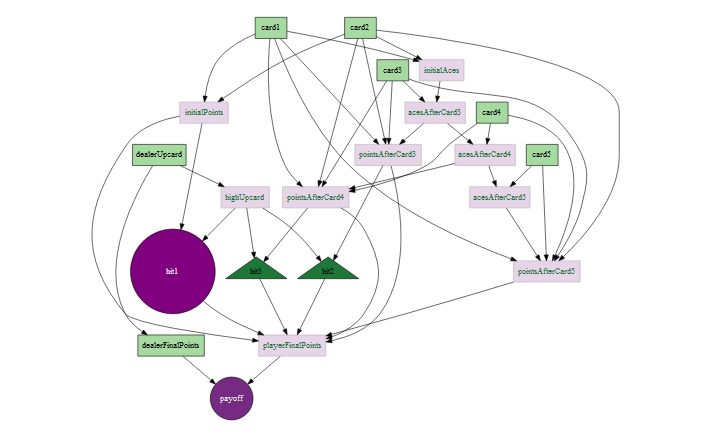 card1
card2
card3
initialAces
initialPoints
acesAfterCard3
card4
dealerUpcard
pointsAfterCard3
acesAfterCard4
card5
highUpcard
pointsAfterCard4
acesAfterCard5
hit1
hit3
hit2
pointsAfterCard5
dealerFinalPoints
playerFinalPoints
payoff